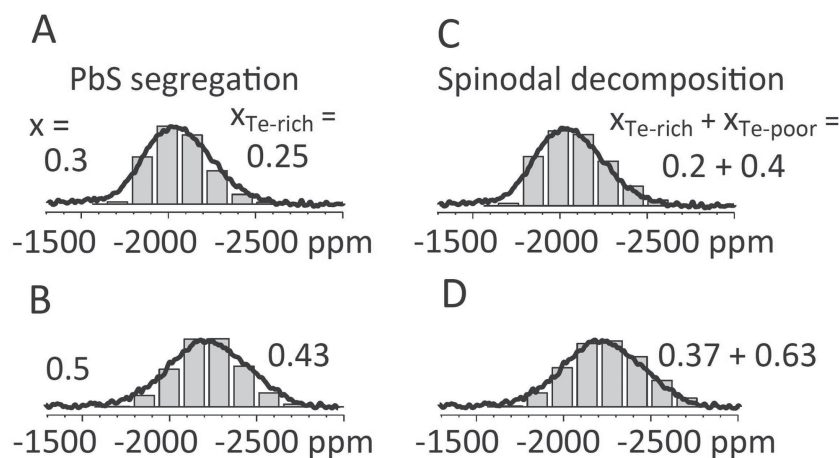 A
PbS segregation
x =
0.3
xTe-rich =
0.25
-1500 -2000 -2500 ppm
C
Spinodal decomposition
xTe-rich + xTe-poor =
0.2 + 0.4
-1500 -2000 -2500 ppm
B
0.5
0.43
-1500 -2000 -2500 ppm
D
0.37 + 0.63
-1500 -2000 -2500 ppm